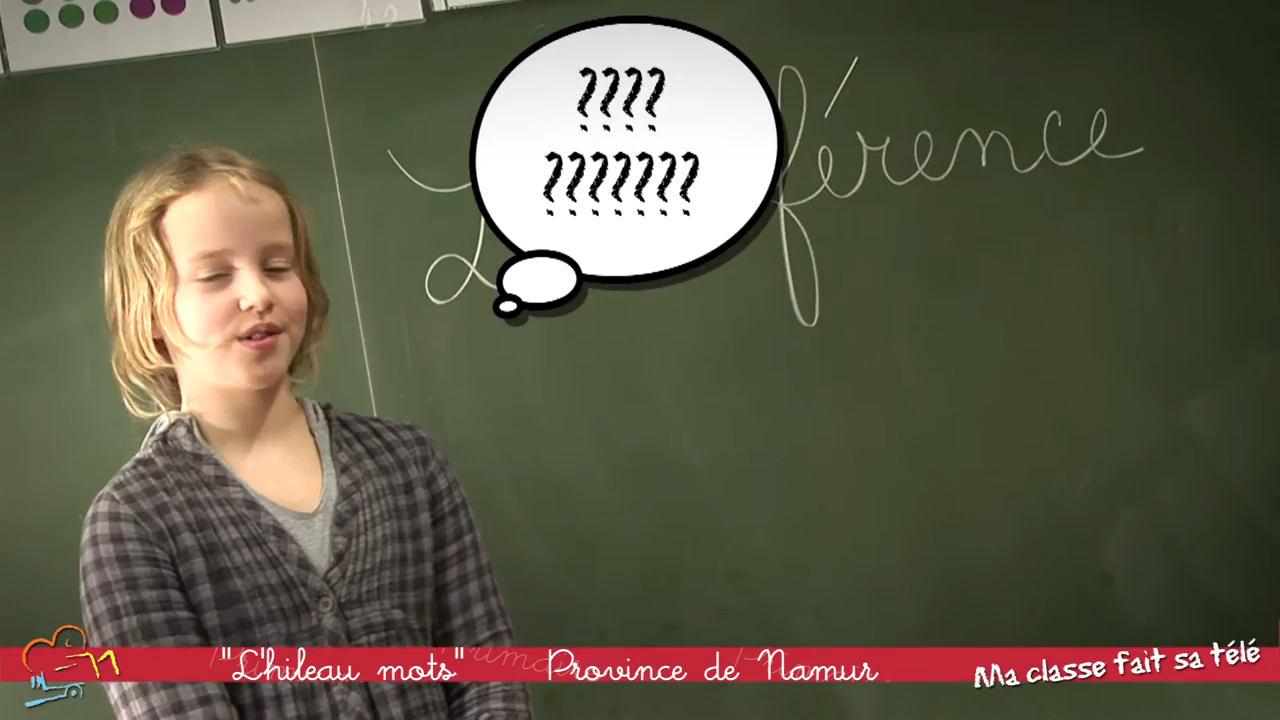 ????
???????
férence
"L'hileau mots" Province de Namur
Ma classe fait sa télé